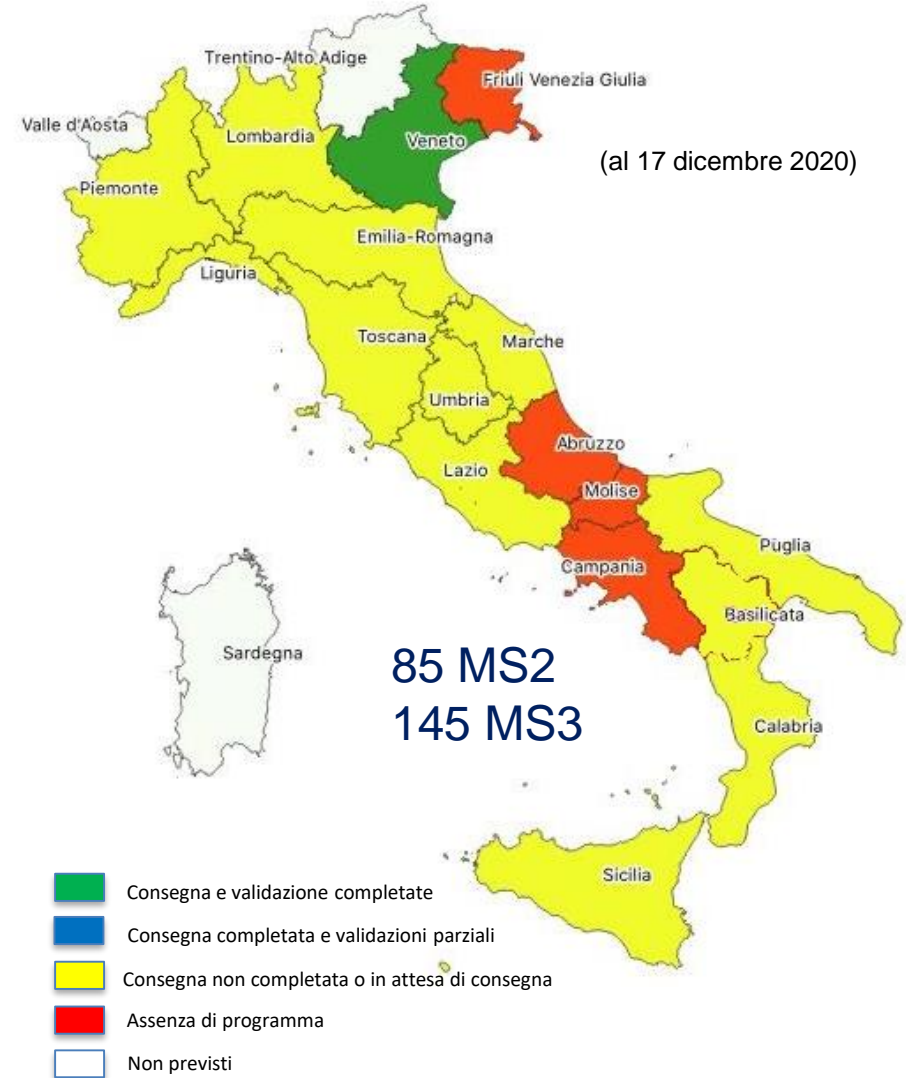 Trentino-Alto Adige
Friuli Venezia Giulia
Valle d'Aosta
Lombardia
Veneto
(al 17 dicembre 2020)
Piemonte
Emilia-Romagna
Liguria
Toscana
Marche
Umbria
Abruzzo
Lazio
Molise
Puglia
Campania
Basilicata
Sardegna
85 MS2
145 MS3
Calabria
Sicilia
Consegna e validazione completate
Consegna completata e validazioni parziali
Consegna non completata o in attesa di consegna
Assenza di programma
Non previsti